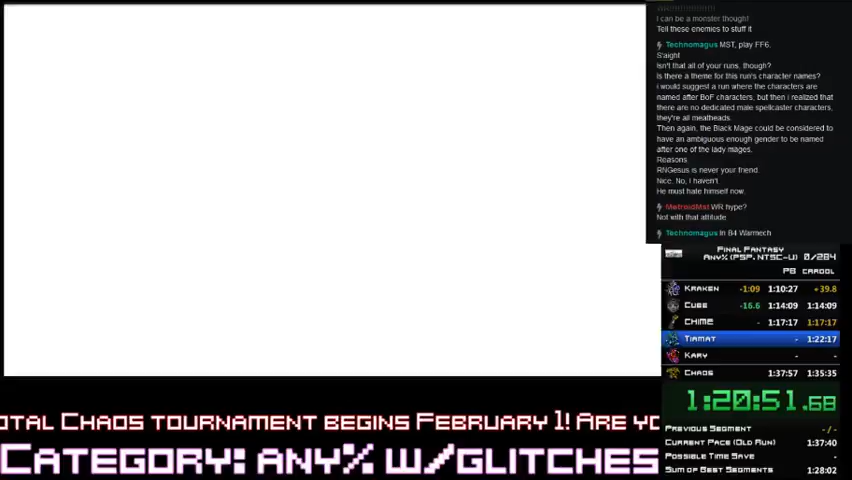 I can be a monster though!
Tell these enemies to stuff it
Technomagus MST, play FF6.
S'aight
Isn't that all of your runs, though?
Is there a theme for this run's character names?
i would suggest a run where the characters are
named after BoF characters, but then i realized that
there are no dedicated male spellcaster characters,
they're all meatheads.
Then again, the Black Mage could be considered to
have an ambiguous enough gender to be named
after one of the lady mages.
Reasons
RNGesus is never your friend.
Nice. No, i haven't
He must hate himself now.
MetroidMst WR hype?
Not with that attitude
Technomagus In B4 Warmech
Final Fantasy
Any% (PSP, NTSC-U) 0/284
PB CARDGL
Kraken -1:09 1:10:27 +39.8
Cube -16.6 1:14:09 1:14:09
CHIME - 1:17:17 1:17:17
Tiamat - 1:22:17
Kary - -
Chaos 1:37:57 1:35:35
1:20:51.68
Previous Segment - / -
Current Pace (Old Run) 1:37:40
Possible Time Save -
Sum of Best Segments 1:28:02
otal Chaos tournament begins February 1! Are yo
Category: any% w/glitches